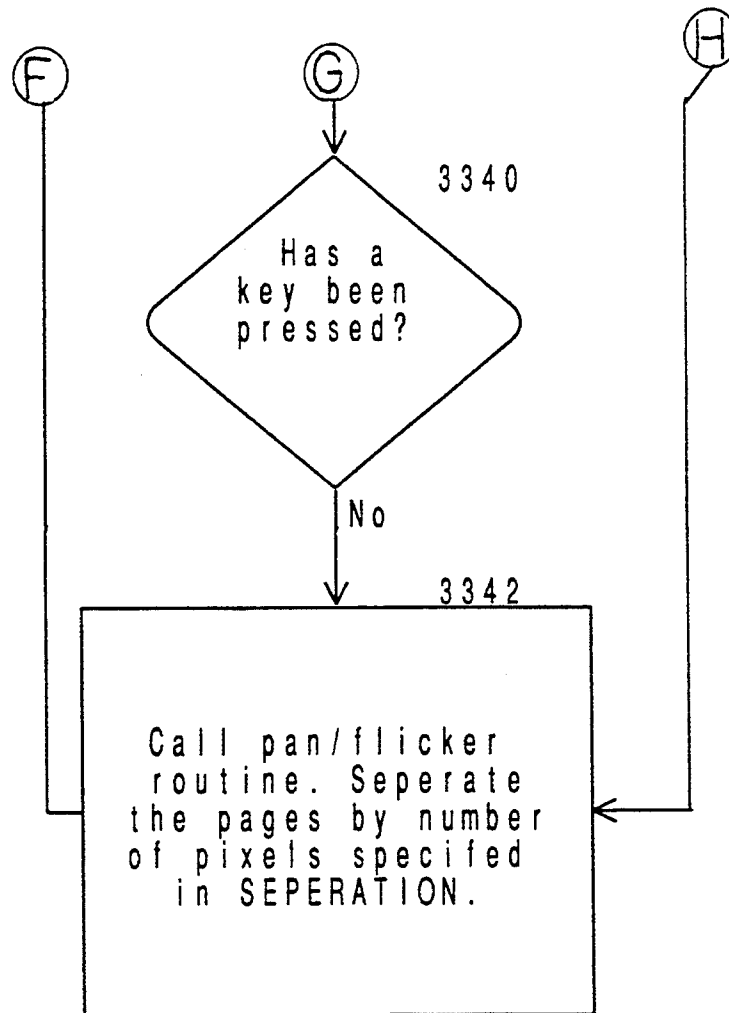 F
G
H
3340
Has a
key been
pressed?
No
3342
Call pan/flicker
routine. Seperate
the pages by number
of pixels specifed
in SEPERATION.